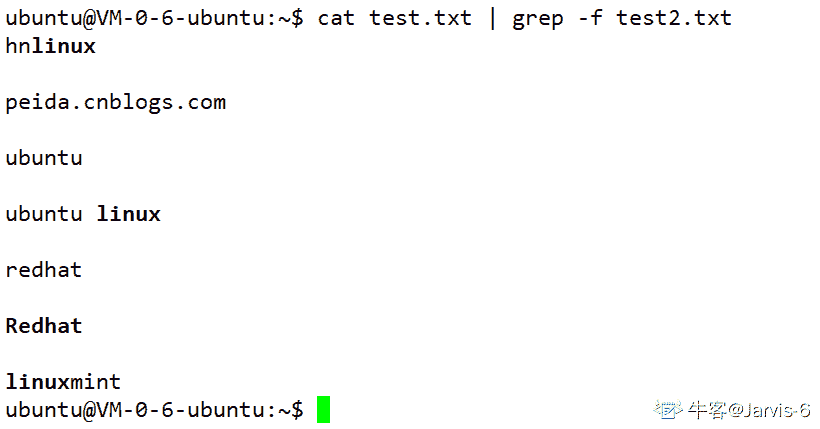 ubuntu@VM-0-6-ubuntu:~$ cat test.txt | grep -f test2.txt
hnlinux
peida.cnblogs.com
ubuntu
ubuntu linux
redhat
Redhat
linuxmint
ubuntu@VM-0-6-ubuntu:~$
牛客@Jarvis-6